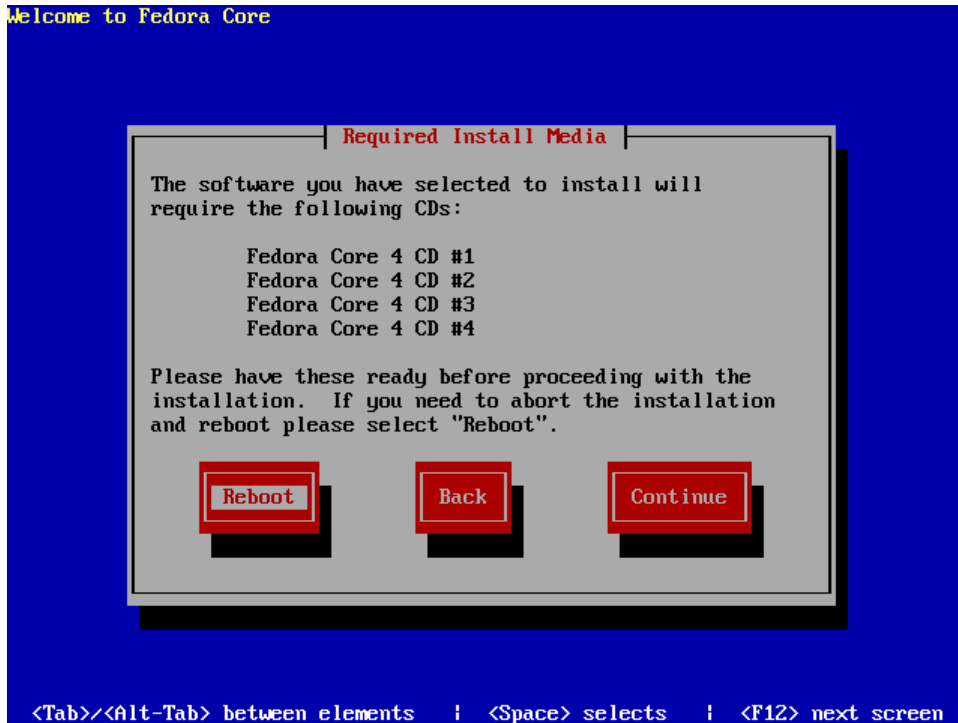 Welcome to Fedora Core
Required Install Media
The software you have selected to install will
require the following CDs:
Fedora Core 4 CD #1
Fedora Core 4 CD #2
Fedora Core 4 CD #3
Fedora Core 4 CD #4
Please have these ready before proceeding with the
installation.  If you need to abort the installation
and reboot please select "Reboot".
Reboot Back Continue
<Tab>/<Alt-Tab> between elements | <Space> selects | <F12> next screen